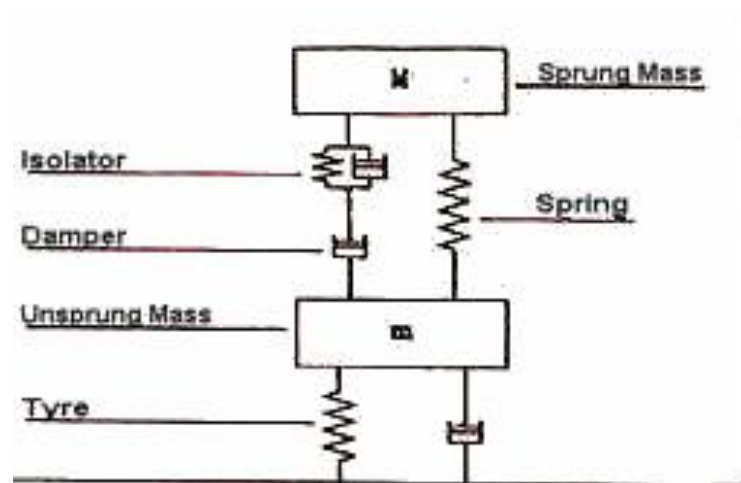 M
Sprung Mass
Isolator
Spring
Damper
Unsprung Mass
m
Tyre